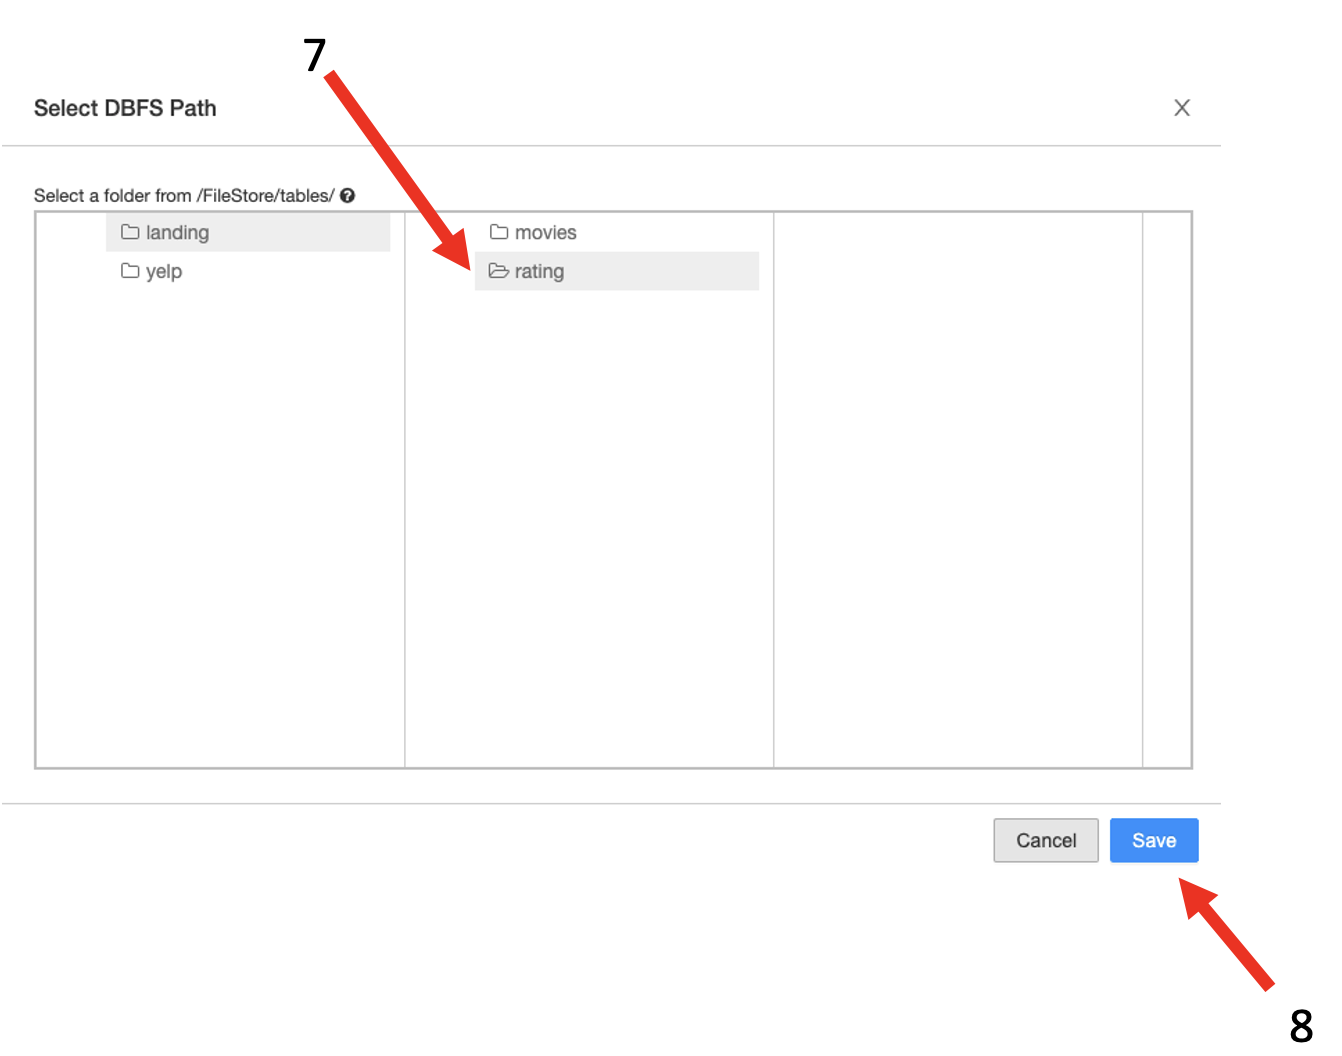 7
Select DBFS Path
Select a folder from /FileStore/tables/
landing
movies
yelp
rating
Cancel
Save
8